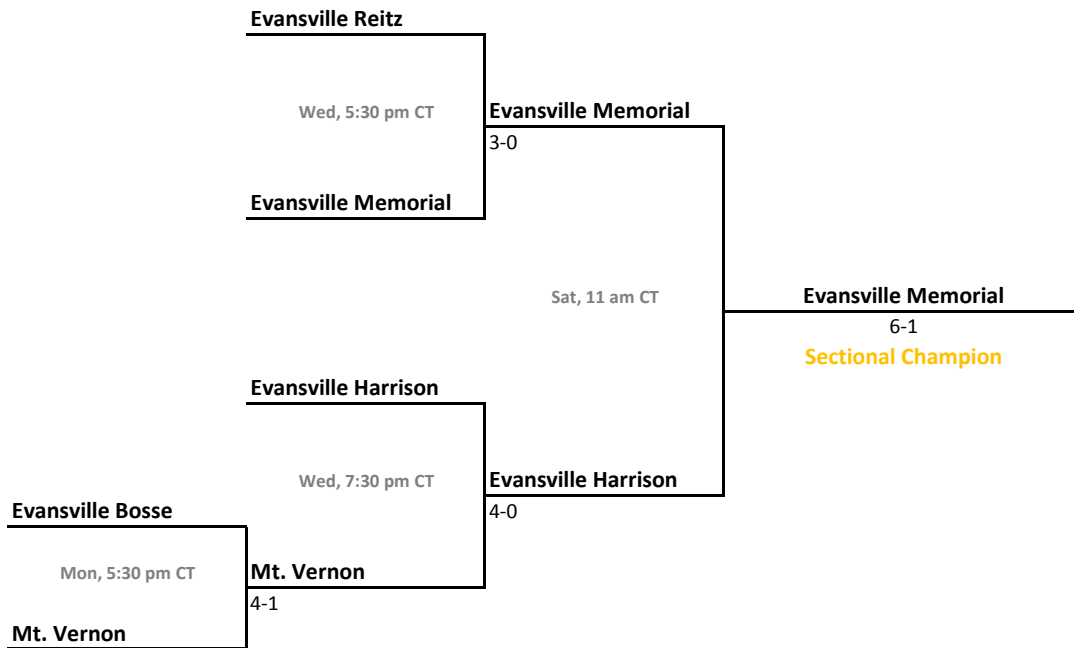 Evansville Reitz
Wed, 5:30 pm CT
Evansville Memorial
3-0
Evansville Memorial
Sat, 11 am CT
Evansville Memorial
6-1
Sectional Champion
Evansville Harrison
Wed, 7:30 pm CT
Evansville Harrison
4-0
Evansville Bosse
Mon, 5:30 pm CT
Mt. Vernon
4-1
Mt. Vernon